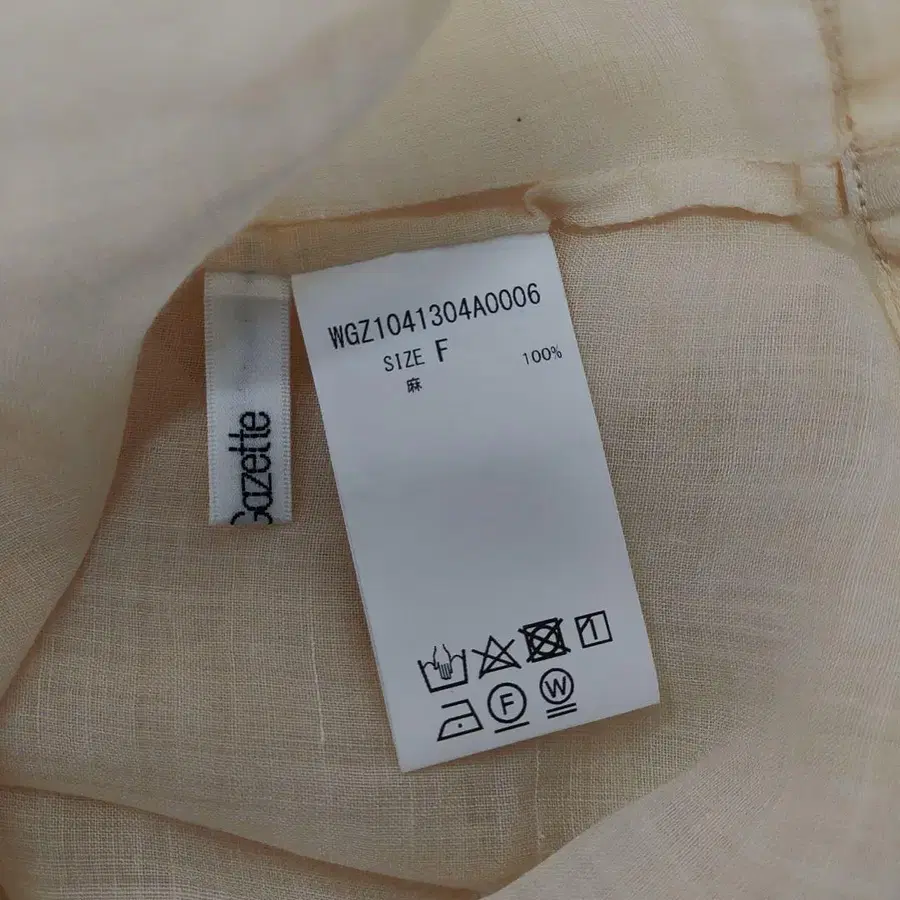 Gazette
WGZ1041304A0006
SIZE F
麻 100%
F W